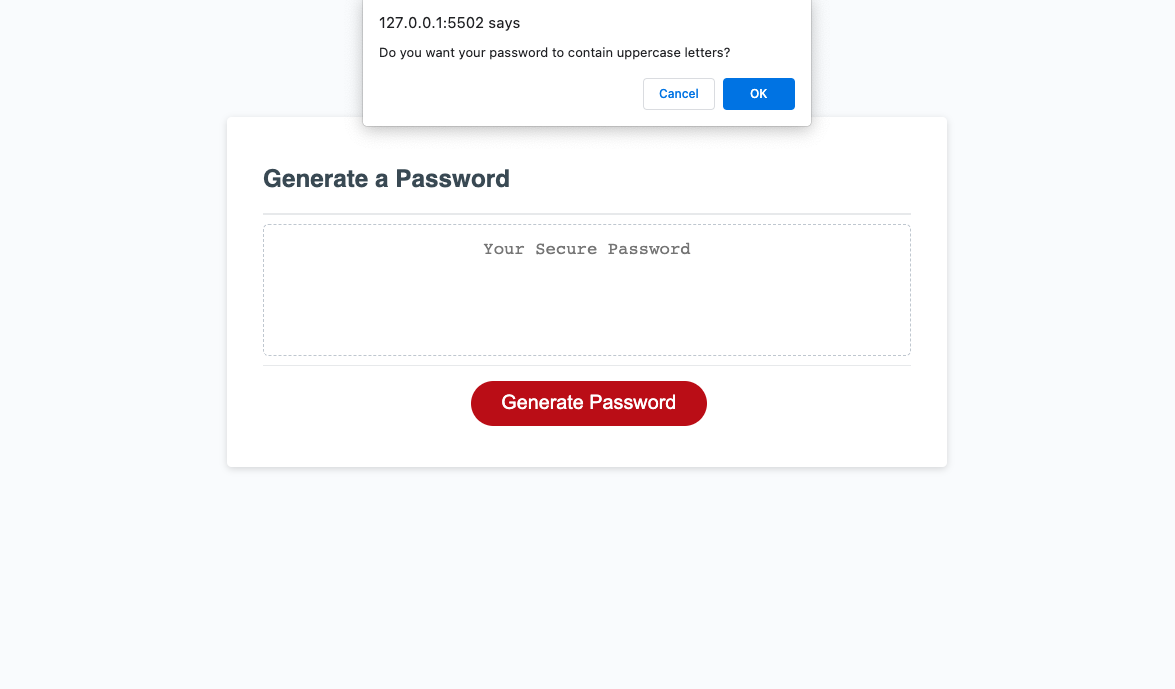 127.0.0.1:5502 says
Do you want your password to contain uppercase letters?
Cancel OK
Generate a Password
Your Secure Password
Generate Password